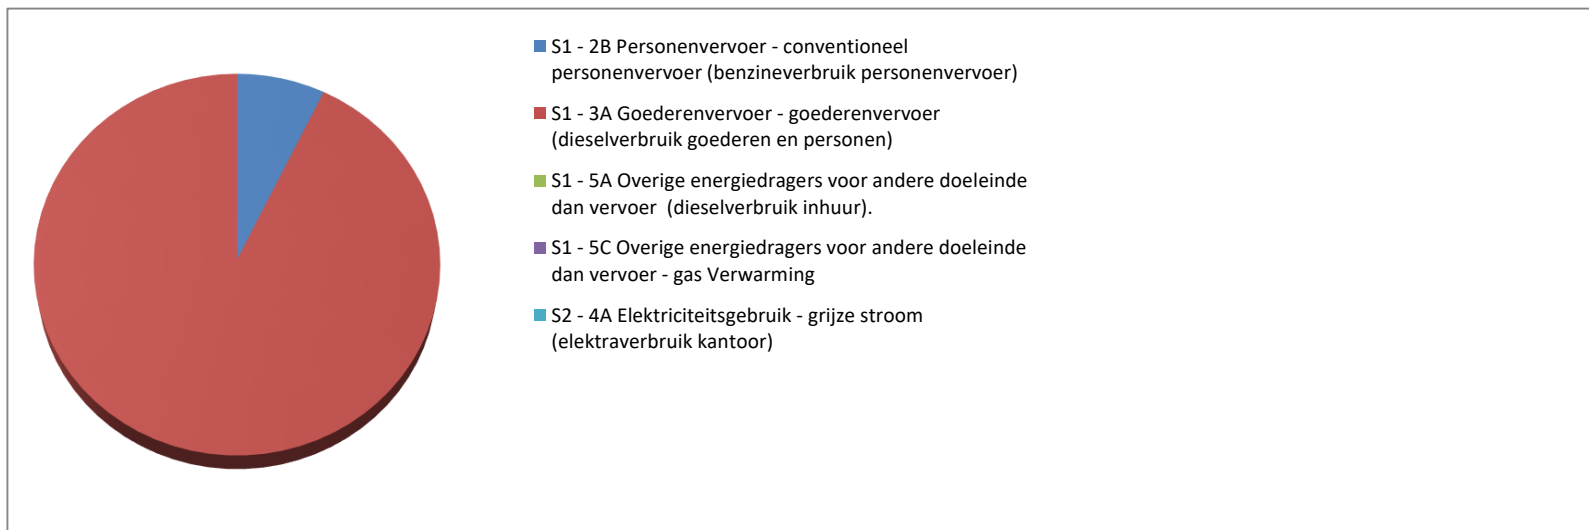 S1 - 2B Personenvervoer - conventioneel
personenvervoer (benzineverbruik personenvervoer)
S1 - 3A Goederenvervoer - goederenvervoer
(dieselverbruik goederen en personen)
S1 - 5A Overige energiedragers voor andere doeleinde
dan vervoer  (dieselverbruik inhuur).
S1 - 5C Overige energiedragers voor andere doeleinde
dan vervoer - gas Verwarming
S2 - 4A Elektriciteitsgebruik - grijze stroom
(elektraverbruik kantoor)